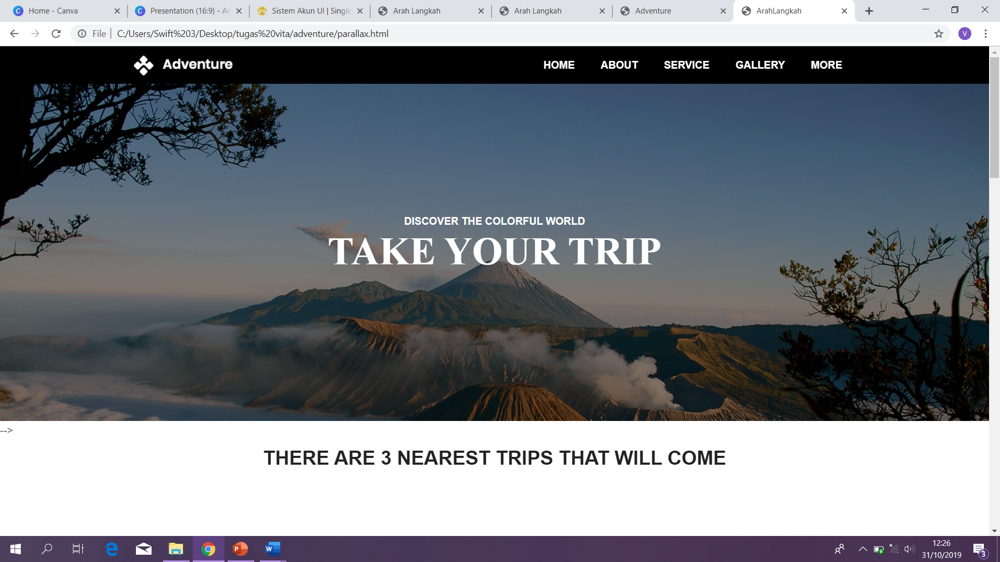 Home - Canva
Presentation (16:9) - Ar
Sistem Akun UI | Single
Arah Langkah
Arah Langkah
Adventure
ArahLangkah
File | C:/Users/Swift%203/Desktop/tugas%20vita/adventure/parallax.html
V
Adventure
HOME ABOUT SERVICE GALLERY MORE
DISCOVER THE COLORFUL WORLD
TAKE YOUR TRIP
-->
THERE ARE 3 NEAREST TRIPS THAT WILL COME
12:26
31/10/2019
3